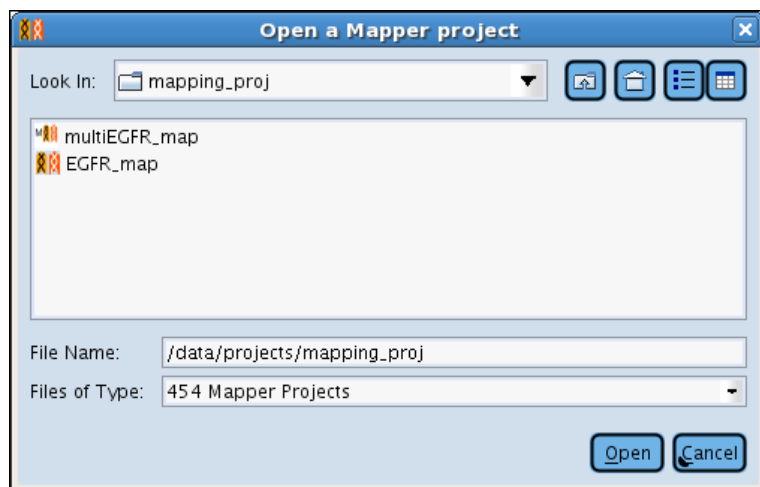 Open a Mapper project
Look In: mapping_proj
multiEGFR_map
EGFR_map
File Name: /data/projects/mapping_proj
Files of Type: 454 Mapper Projects
Open Cancel